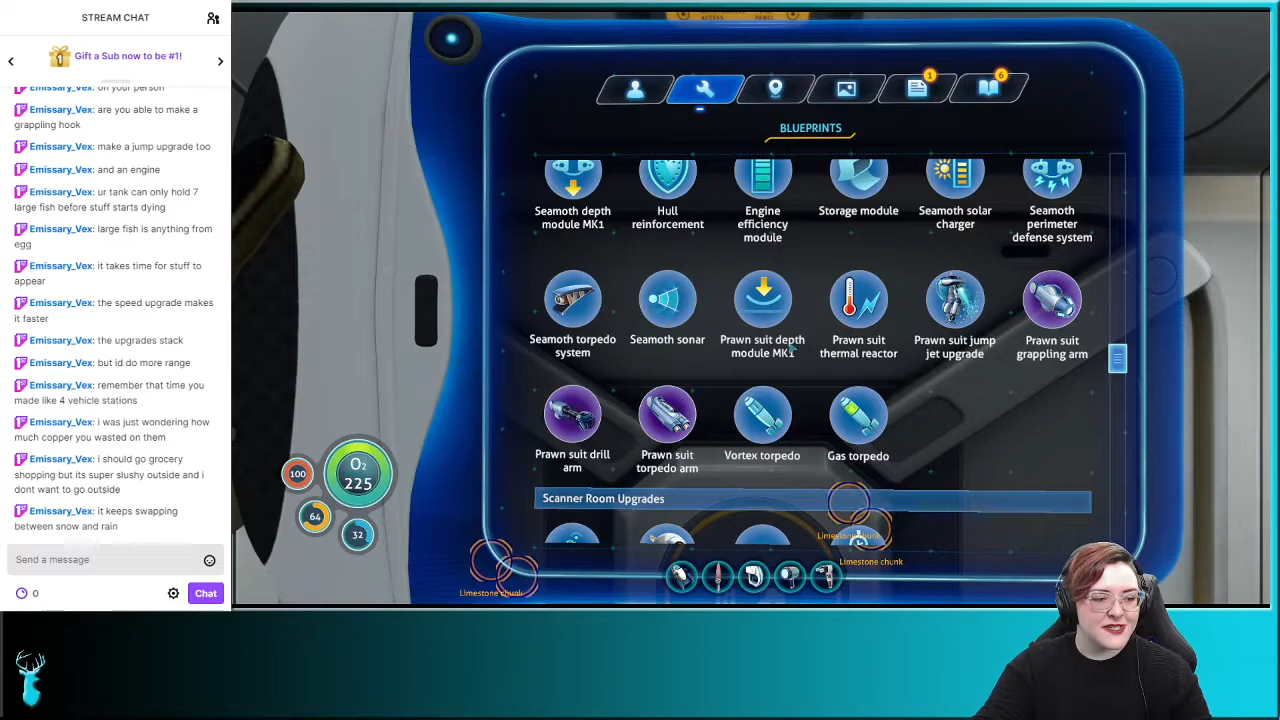 STREAM CHAT
1
Gift a Sub now to be #1!
on your person
Emissary_Vex: are you able to make a
grappling hook
Emissary_Vex: make a jump upgrade too
Emissary_Vex: and an engine
Emissary_Vex: ur tank can only hold 7
large fish before stuff starts dying
Emissary_Vex: large fish is anything from
egg
Emissary_Vex: it takes time for stuff to
appear
Emissary_Vex: the speed upgrade makes
it faster
Emissary_Vex: the upgrades stack
Emissary_Vex: but id do more range
Emissary_Vex: remember that time you
made like 4 vehicle stations
Emissary_Vex: i was just wondering how
much copper you wasted on them
Emissary_Vex: i should go grocery
shopping but its super slushy outside and i
dont want to go outside
Emissary_Vex: it keeps swapping
between snow and rain
Send a message
0
Chat
ACCESS PANEL
1
6
BLUEPRINTS
Seamoth depth
module MK1
Hull
reinforcement
Engine
efficiency
module
Storage module
Seamoth solar
charger
Seamoth
perimeter
defense system
Seamoth torpedo
system
Seamoth sonar
Prawn suit depth
module MK1
Prawn suit
thermal reactor
Prawn suit jump
jet upgrade
Prawn suit
grappling arm
Prawn suit drill
arm
Prawn suit
torpedo arm
Vortex torpedo
Gas torpedo
Scanner Room Upgrades
100
O₂
225
64
32
Limestone chunk
Limestone chunk
Limestone chunk